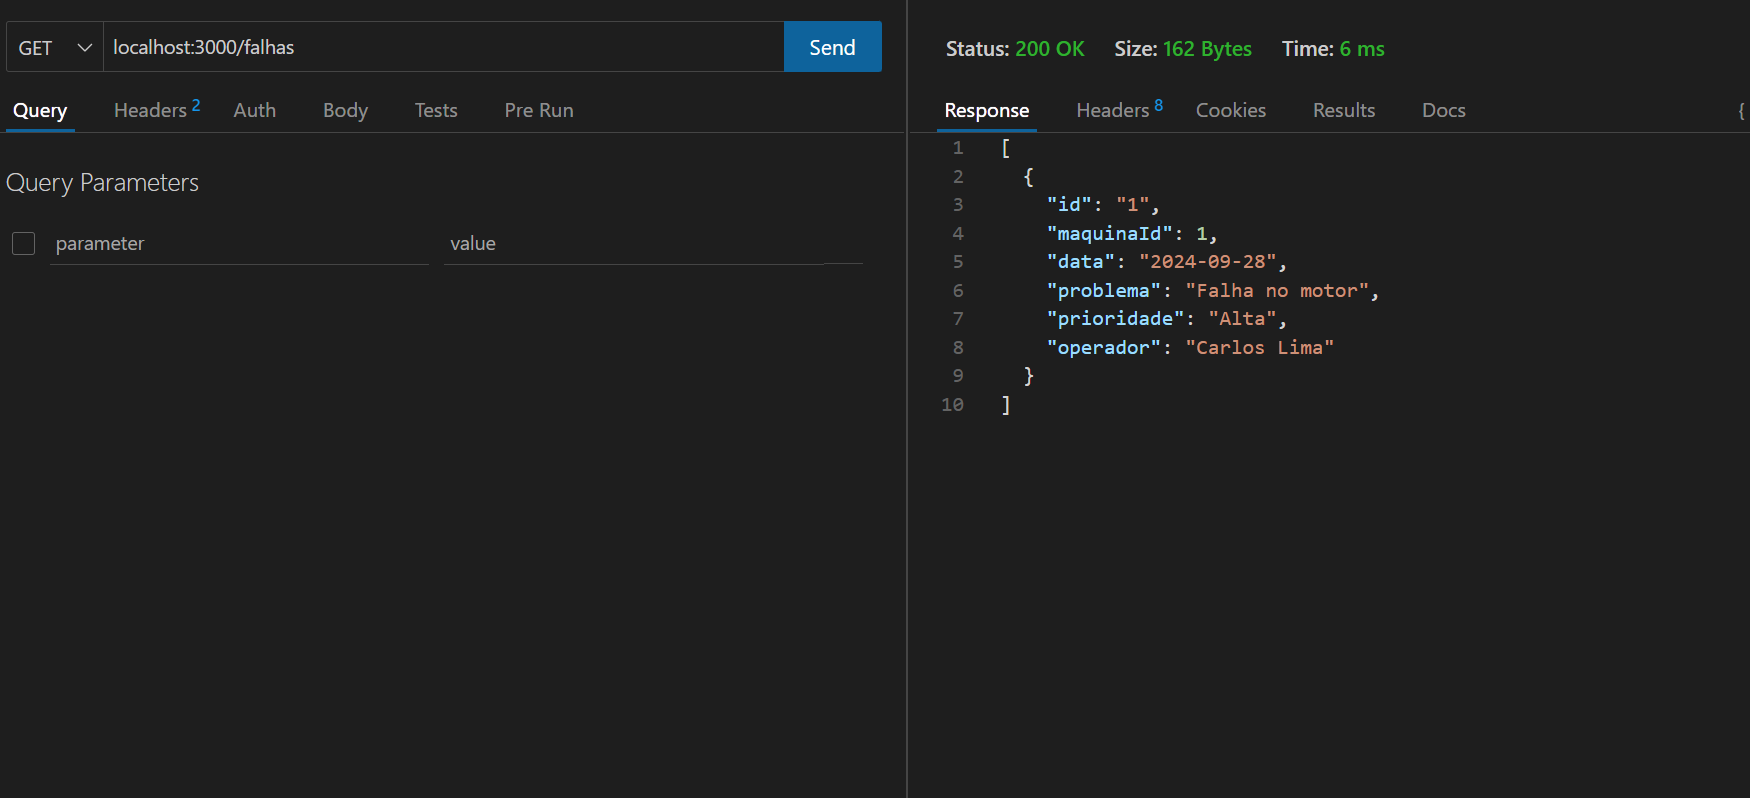 GET localhost:3000/falhas Send
Query Headers 2 Auth Body Tests Pre Run
Query Parameters
parameter value
Status: 200 OK Size: 162 Bytes Time: 6 ms
Response Headers 8 Cookies Results Docs {
1 [
2 {
3 "id": "1",
4 "maquinaId": 1,
5 "data": "2024-09-28",
6 "problema": "Falha no motor",
7 "prioridade": "Alta",
8 "operador": "Carlos Lima"
9 }
10 ]